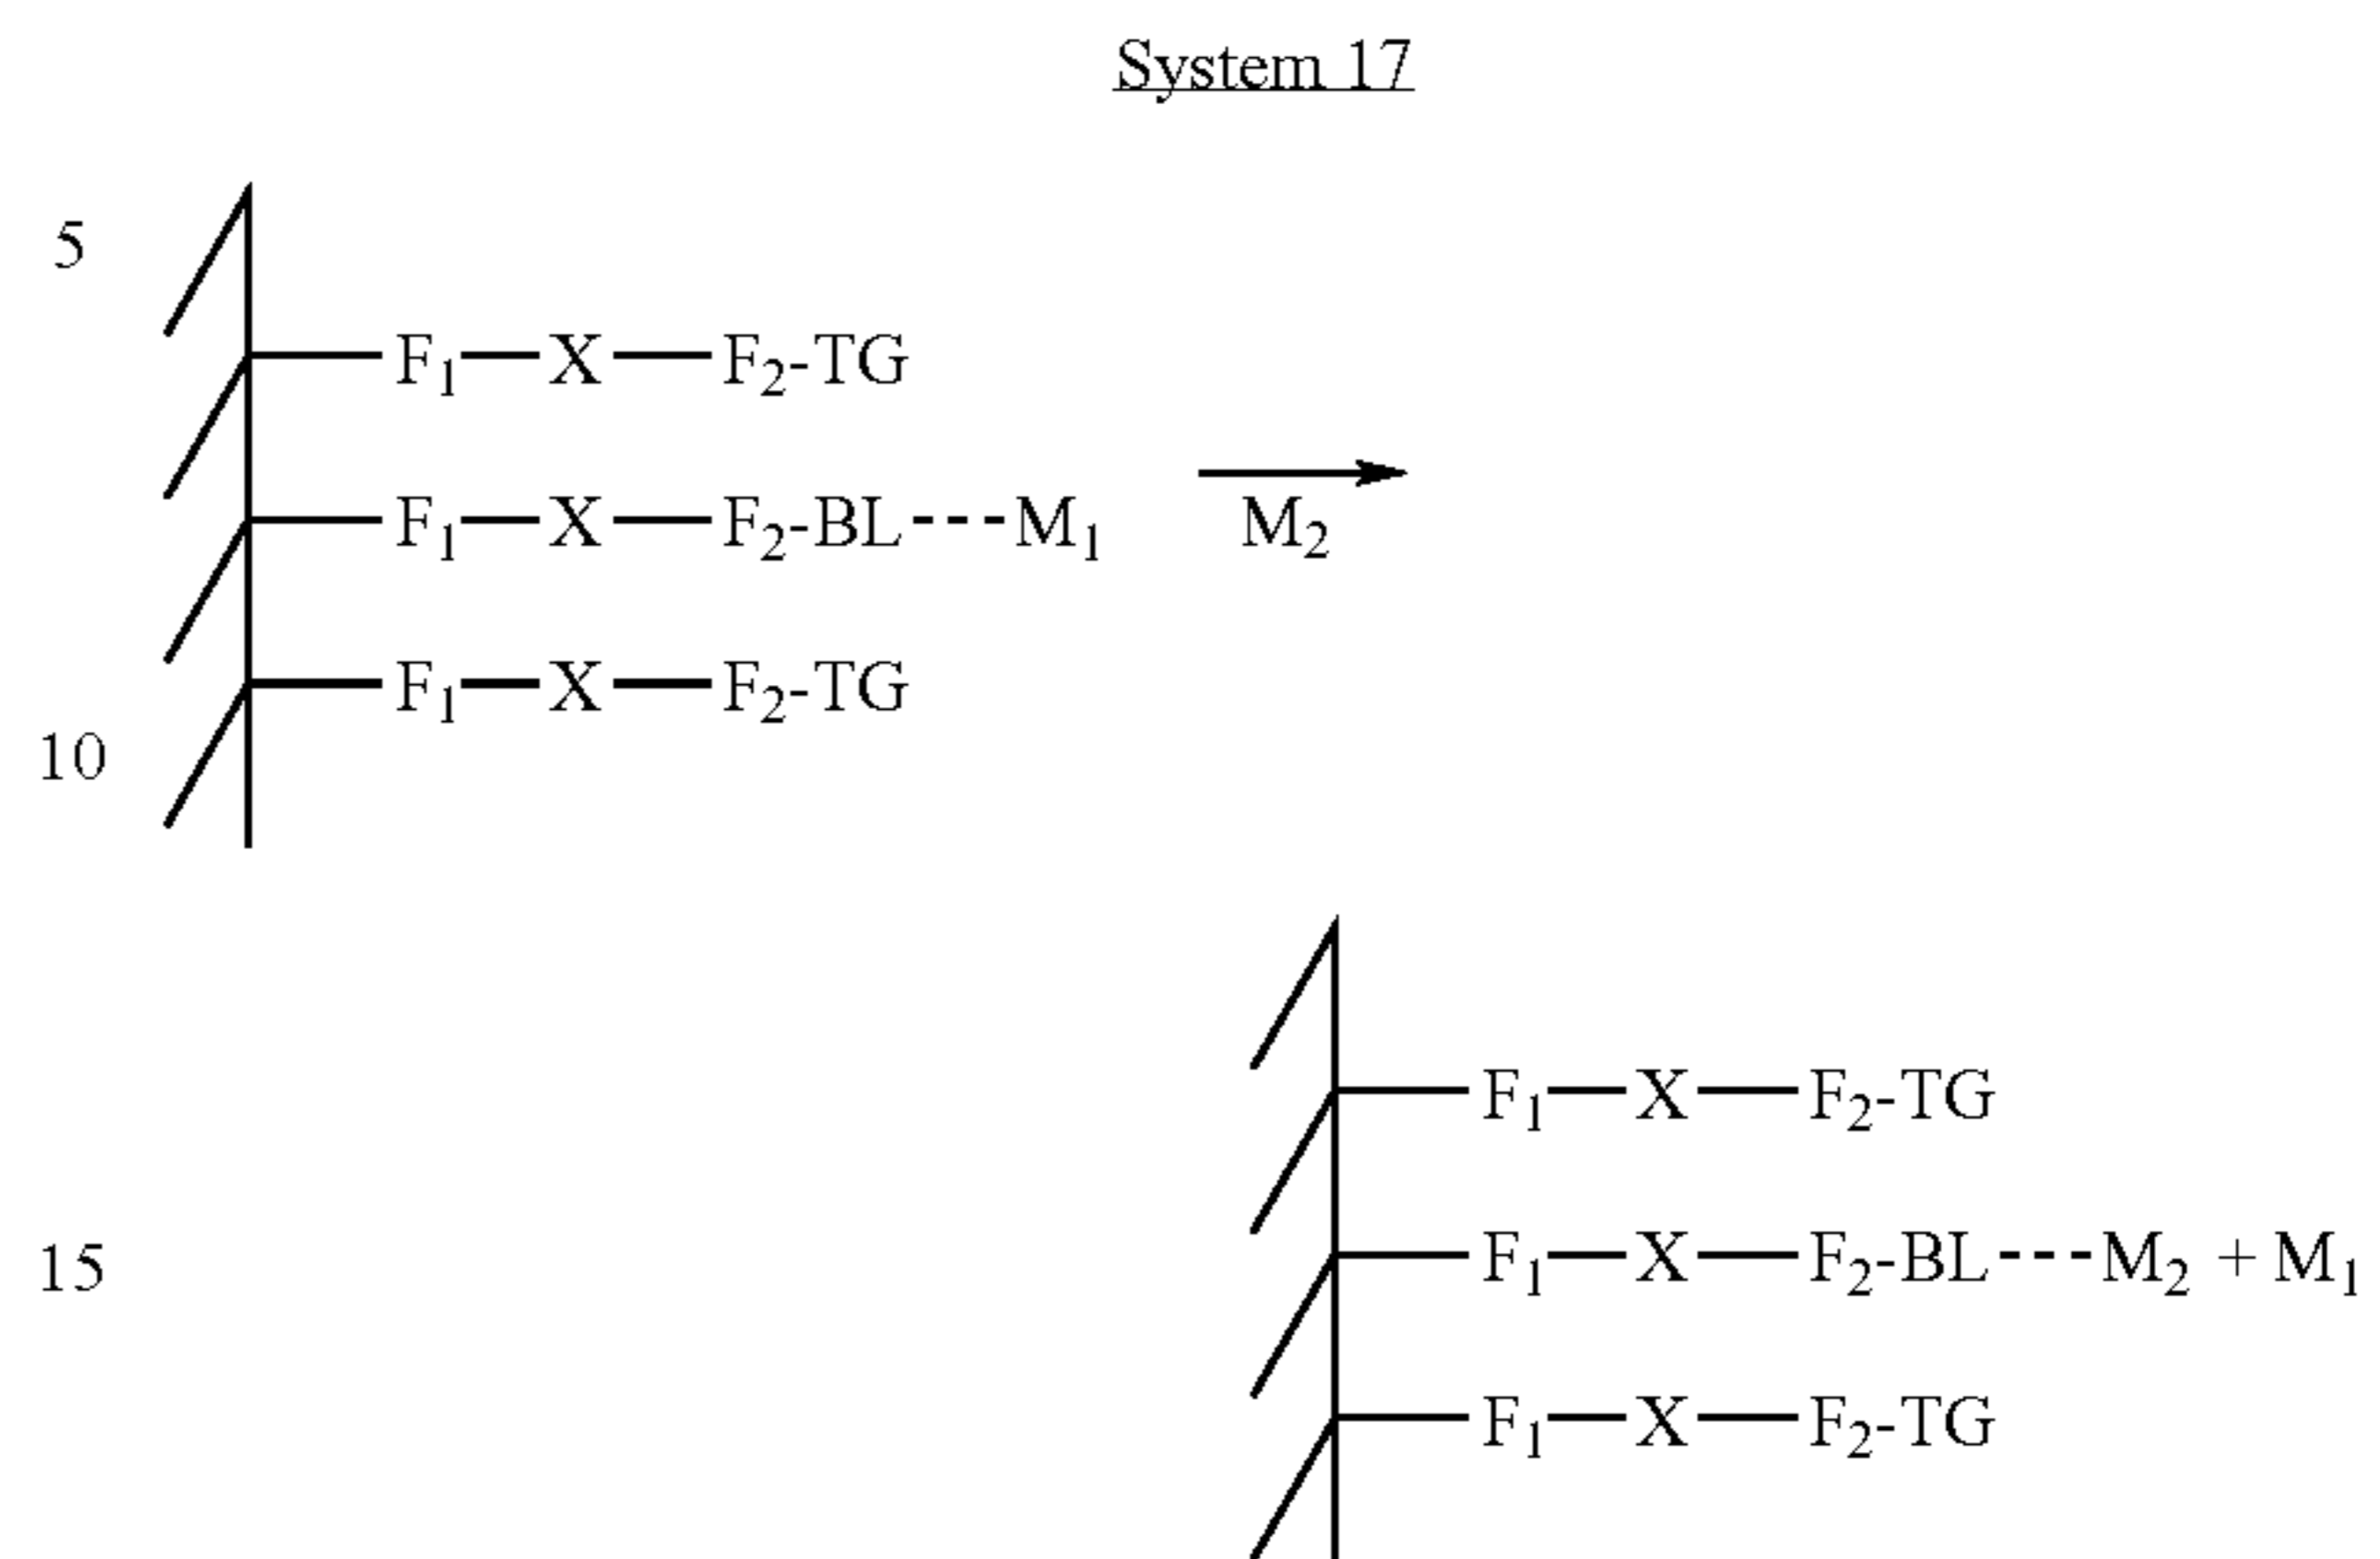 System 17
5
F₁—X—F₂-TG
F₁—X—F₂-BL---M₁
M₂
F₁—X—F₂-TG
10
F₁—X—F₂-TG
15 F₁—X—F₂-BL---M₂ + M₁
F₁—X—F₂-TG